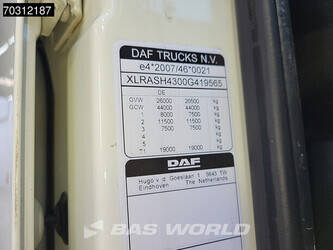 70312187
DAF TRUCKS N.V.
e4*2007/46*0021
XLRASH4300G419565
DE
GVW 26000 26500 kg
GCW 44000 44000 kg
1 8000 7500 kg
2 11500 11500 kg
3 7500 7500 kg
4 kg
5 kg
T1 19000 19000 kg
DAF
Hugo v.d Goeslaan 1 5643 TW
Eindhoven The Netherlands
BAS WORLD